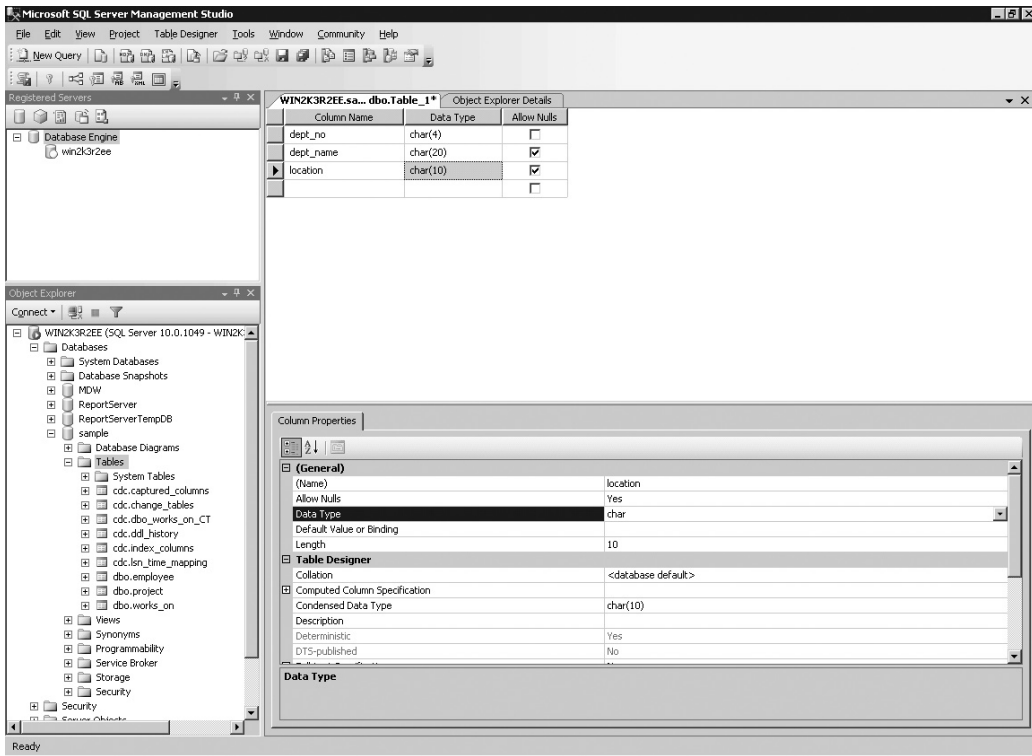 Microsoft SQL Server Management Studio
File Edit View Project Table Designer Tools Window Community Help
New Query
Registered Servers
Database Engine
win2k3r2ee
Object Explorer
Connect
WIN2K3R2EE (SQL Server 10.0.1049 - WIN2K
Databases
System Databases
Database Snapshots
MDW
ReportServer
ReportServerTempDB
sample
Database Diagrams
Tables
System Tables
cdc.captured_columns
cdc.change_tables
cdc.dbo_works_on_CT
cdc.ddl_history
cdc.index_columns
cdc.lsn_time_mapping
dbo.employee
dbo.project
dbo.works_on
Views
Synonyms
Programmability
Service Broker
Storage
Security
Security
Server Objects
WIN2K3R2EE.sa... dbo.Table_1* Object Explorer Details
Column Name Data Type Allow Nulls
dept_no char(4)
dept_name char(20)
location char(10)
Column Properties
(General)
(Name) location
Allow Nulls Yes
Data Type char
Default Value or Binding
Length 10
Table Designer
Collation <database default>
Computed Column Specification
Condensed Data Type char(10)
Description
Deterministic Yes
DTS-published No
Data Type
Ready